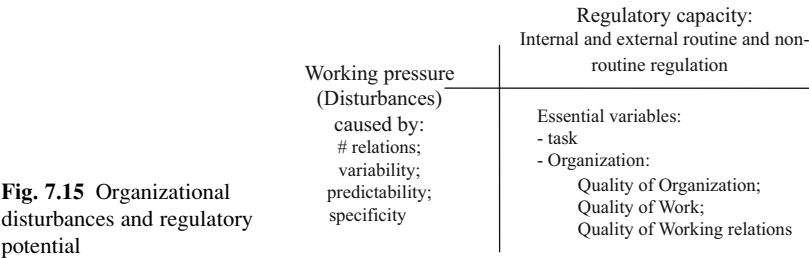 Regulatory capacity:
Internal and external routine and non-
routine regulation
Working pressure
(Disturbances)
caused by:
# relations;
variability;
predictability;
specificity
Essential variables:
- task
- Organization:
Quality of Organization;
Quality of Work;
Quality of Working relations
Fig. 7.15 Organizational
disturbances and regulatory
potential